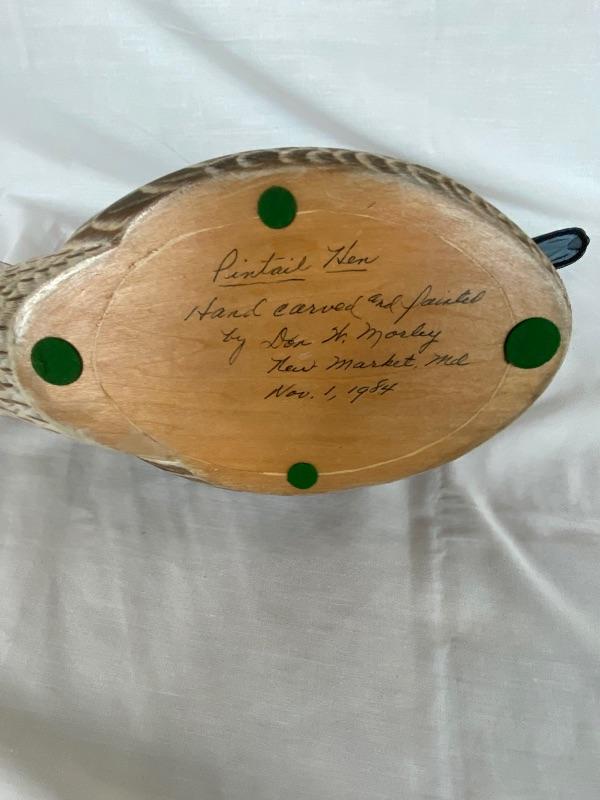 Pintail Hen
Hand carved and Painted
by Don W. Morley
New Market, Md
Nov. 1, 1984